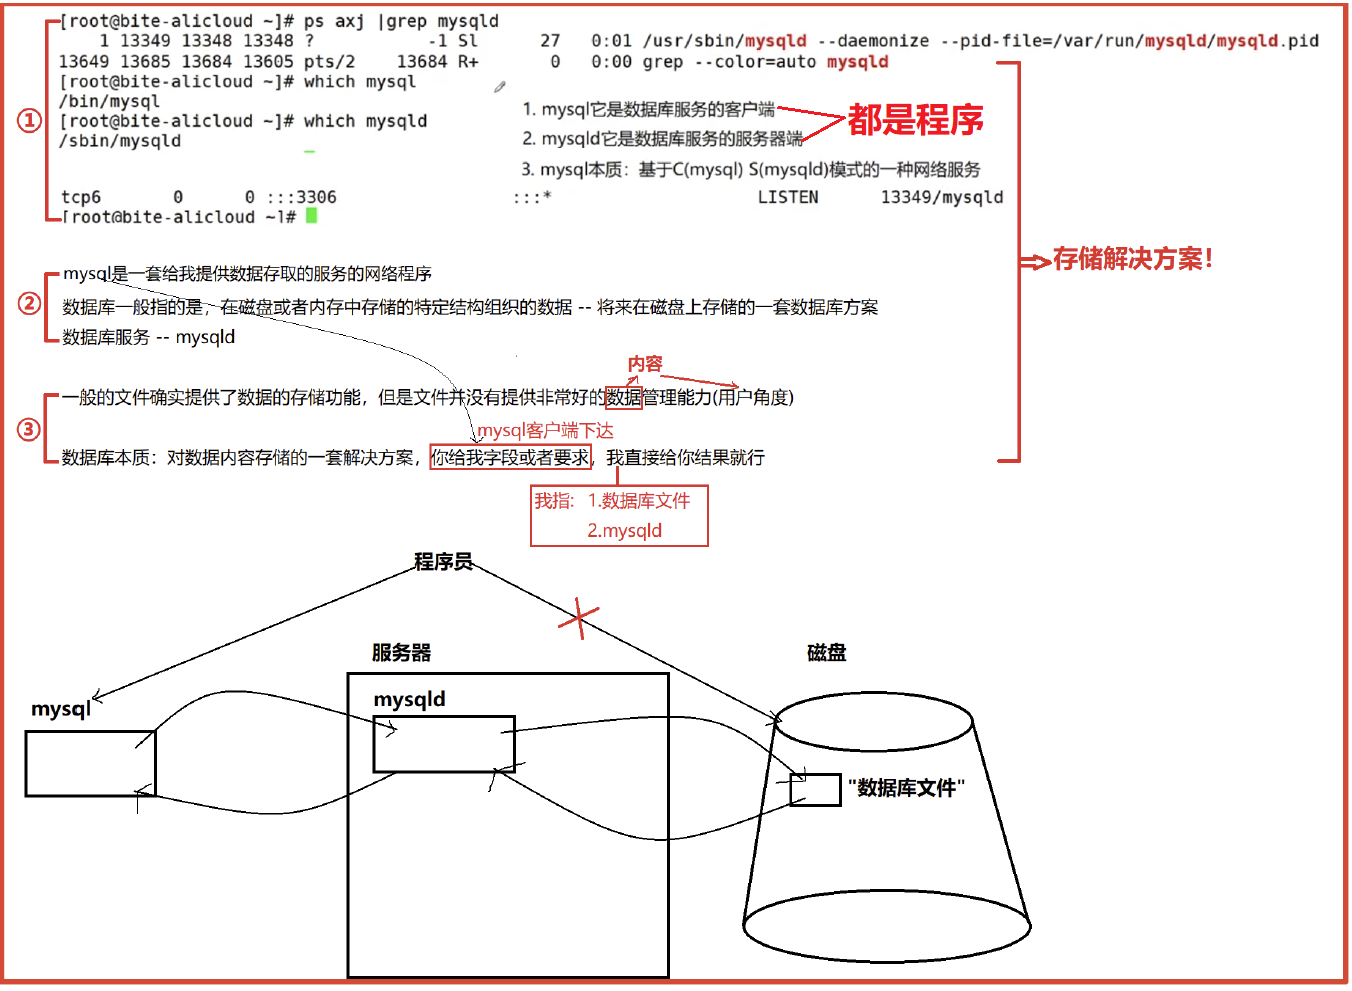 [root@bite-alicloud ~]# ps axj |grep mysqld
1 13349 13348 13348 ? -1 Sl 27 0:01 /usr/sbin/mysqld --daemonize --pid-file=/var/run/mysqld/mysqld.pid
13649 13685 13684 13605 pts/2 13684 R+ 0 0:00 grep --color=auto mysqld
[root@bite-alicloud ~]# which mysql
/bin/mysql
[root@bite-alicloud ~]# which mysqld
/sbin/mysqld
①
1. mysql它是数据库服务的客户端
2. mysqld它是数据库服务的服务器端
都是程序
3. mysql本质：基于C(mysql) S(mysqld)模式的一种网络服务
tcp6 0 0 :::3306 :::* LISTEN 13349/mysqld
[root@bite-alicloud ~]#
存储解决方案！
②
mysql是一套给我提供数据存取的服务的网络程序
数据库一般指的是，在磁盘或者内存中存储的特定结构组织的数据 -- 将来在磁盘上存储的一套数据库方案
数据库服务 -- mysqld
内容
③
一般的文件确实提供了数据的存储功能，但是文件并没有提供非常好的数据管理能力(用户角度)
mysql客户端下达
数据库本质：对数据内容存储的一套解决方案，你给我字段或者要求，我直接给你结果就行
我指：1.数据库文件
2.mysqld
程序员
服务器
磁盘
mysql
mysqld
"数据库文件"